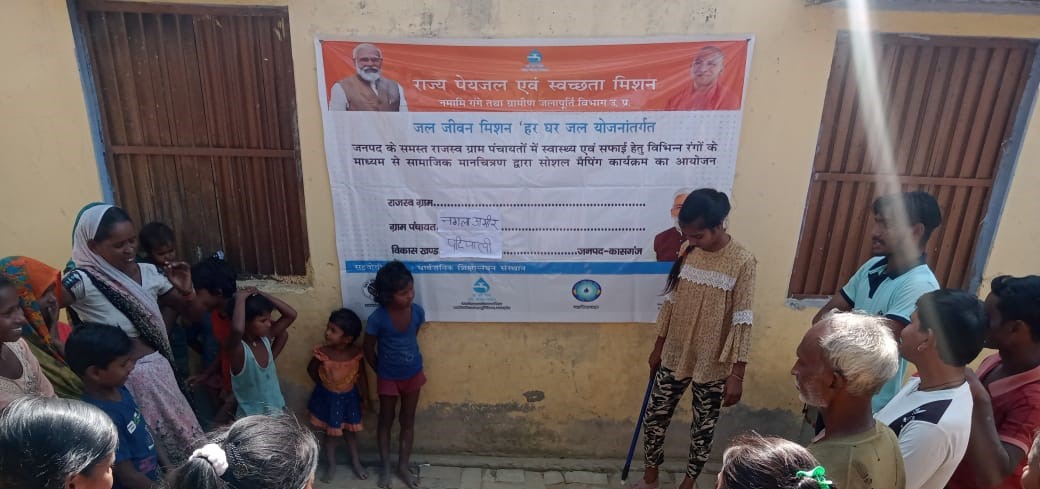 राज्य पेयजल एवं स्वच्छता मिशन
नमामि गंगे तथा ग्रामीण जलापूर्ति विभाग उ. प्र.
जल जीवन मिशन 'हर घर जल योजनांतर्गत
जनपद के समस्त राजस्व ग्राम पंचायतों में स्वास्थ्य एवं सफाई हेतु विभिन्न रंगों के
माध्यम से सामाजिक मानचित्रण द्वारा सोशल मैपिंग कार्यक्रम का आयोजन
राजस्व ग्राम
ग्राम पंचायत नगला अमीर
विकास खण्ड पटियाली जनपद-कासगंज